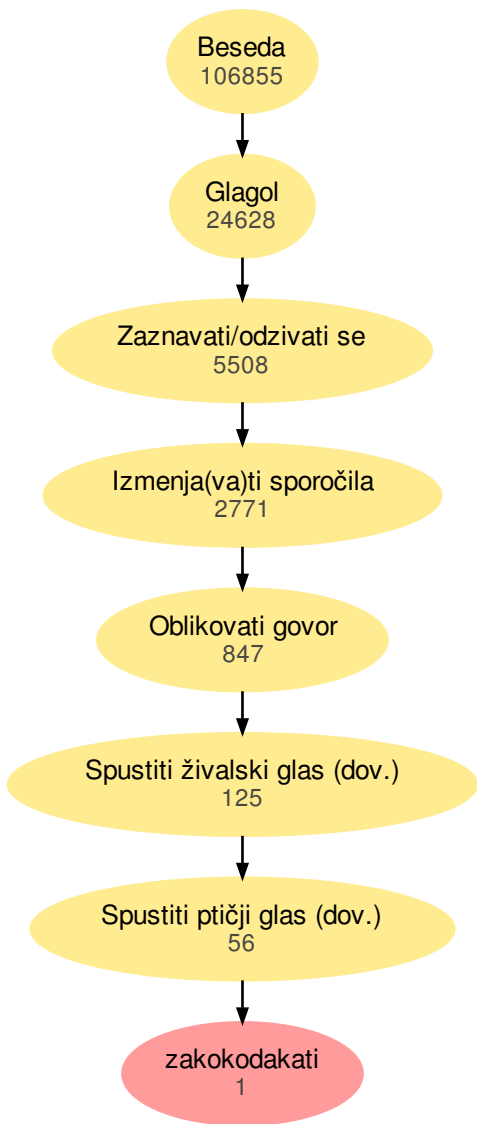 Beseda
106855
Glagol
24628
Zaznavati/odzivati se
5508
Izmenja(va)ti sporočila
2771
Oblikovati govor
847
Spustiti živalski glas (dov.)
125
Spustiti ptičji glas (dov.)
56
zakokodakati
1